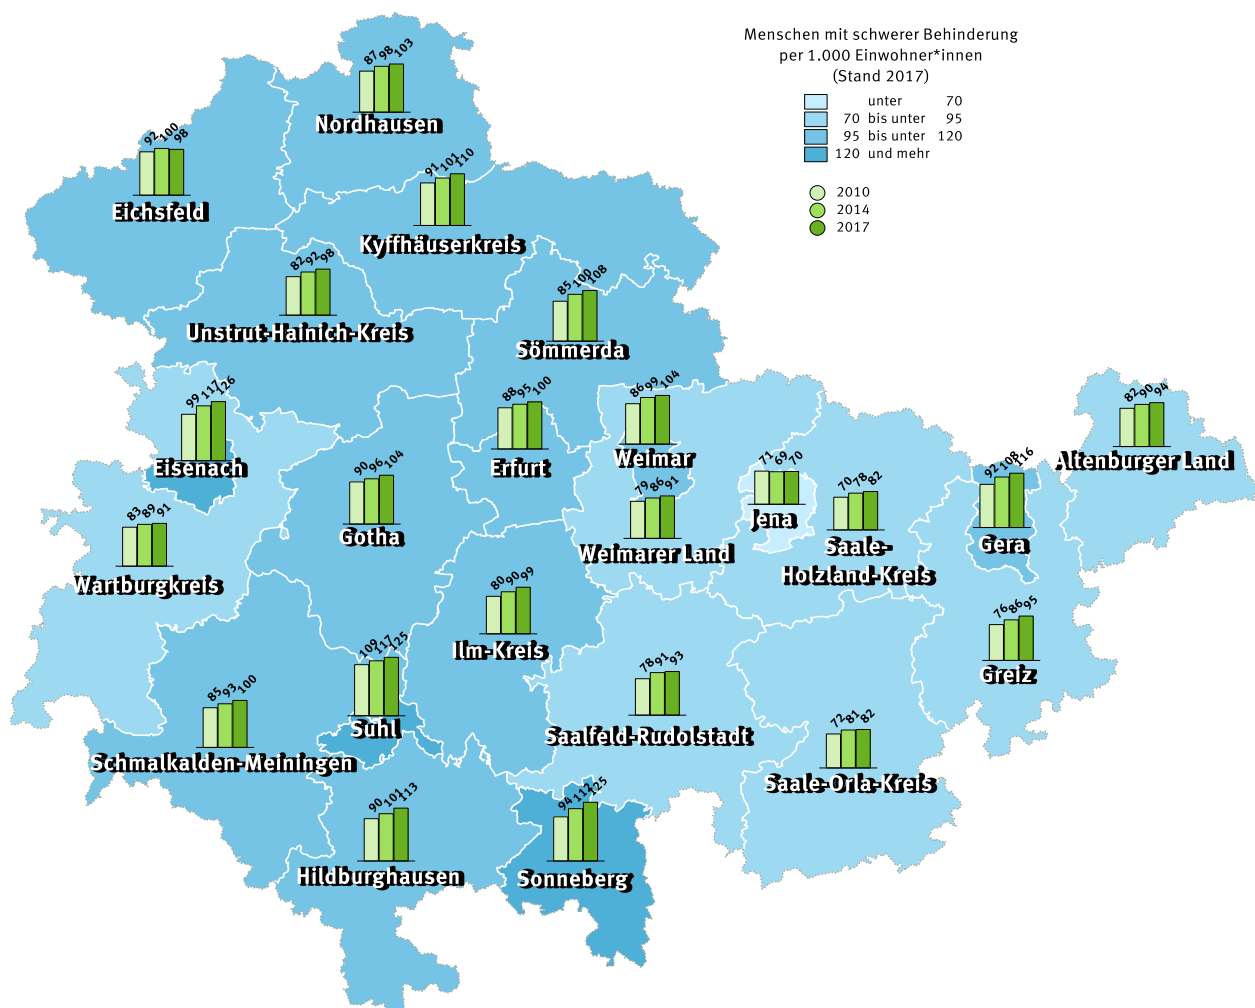 Menschen mit schwerer Behinderung
per 1.000 Einwohner*innen
(Stand 2017)
unter 70
70 bis unter 95
95 bis unter 120
120 und mehr
2010
2014
2017
87 98 103
Nordhausen
92 100 98
Eichsfeld
91 101 110
Kyffhäuserkreis
82 92 98
Unstrut-Hainich-Kreis
85 100 108
Sömmerda
99 117 126
Eisenach
88 95 100
Erfurt
86 99 104
Weimar
82 90 94
Altenburger Land
83 89 91
Wartburgkreis
90 96 104
Gotha
79 86 91
Weimarer Land
71 69 70
Jena
70 78 82
Saale-
Holzland-Kreis
92 108 116
Gera
80 90 99
Ilm-Kreis
76 86 95
Greiz
109 117 125
Suhl
78 91 93
Saalfeld-Rudolstadt
85 93 100
Schmalkalden-Meiningen
72 81 82
Saale-Orla-Kreis
90 101 113
Hildburghausen
94 112 125
Sonneberg